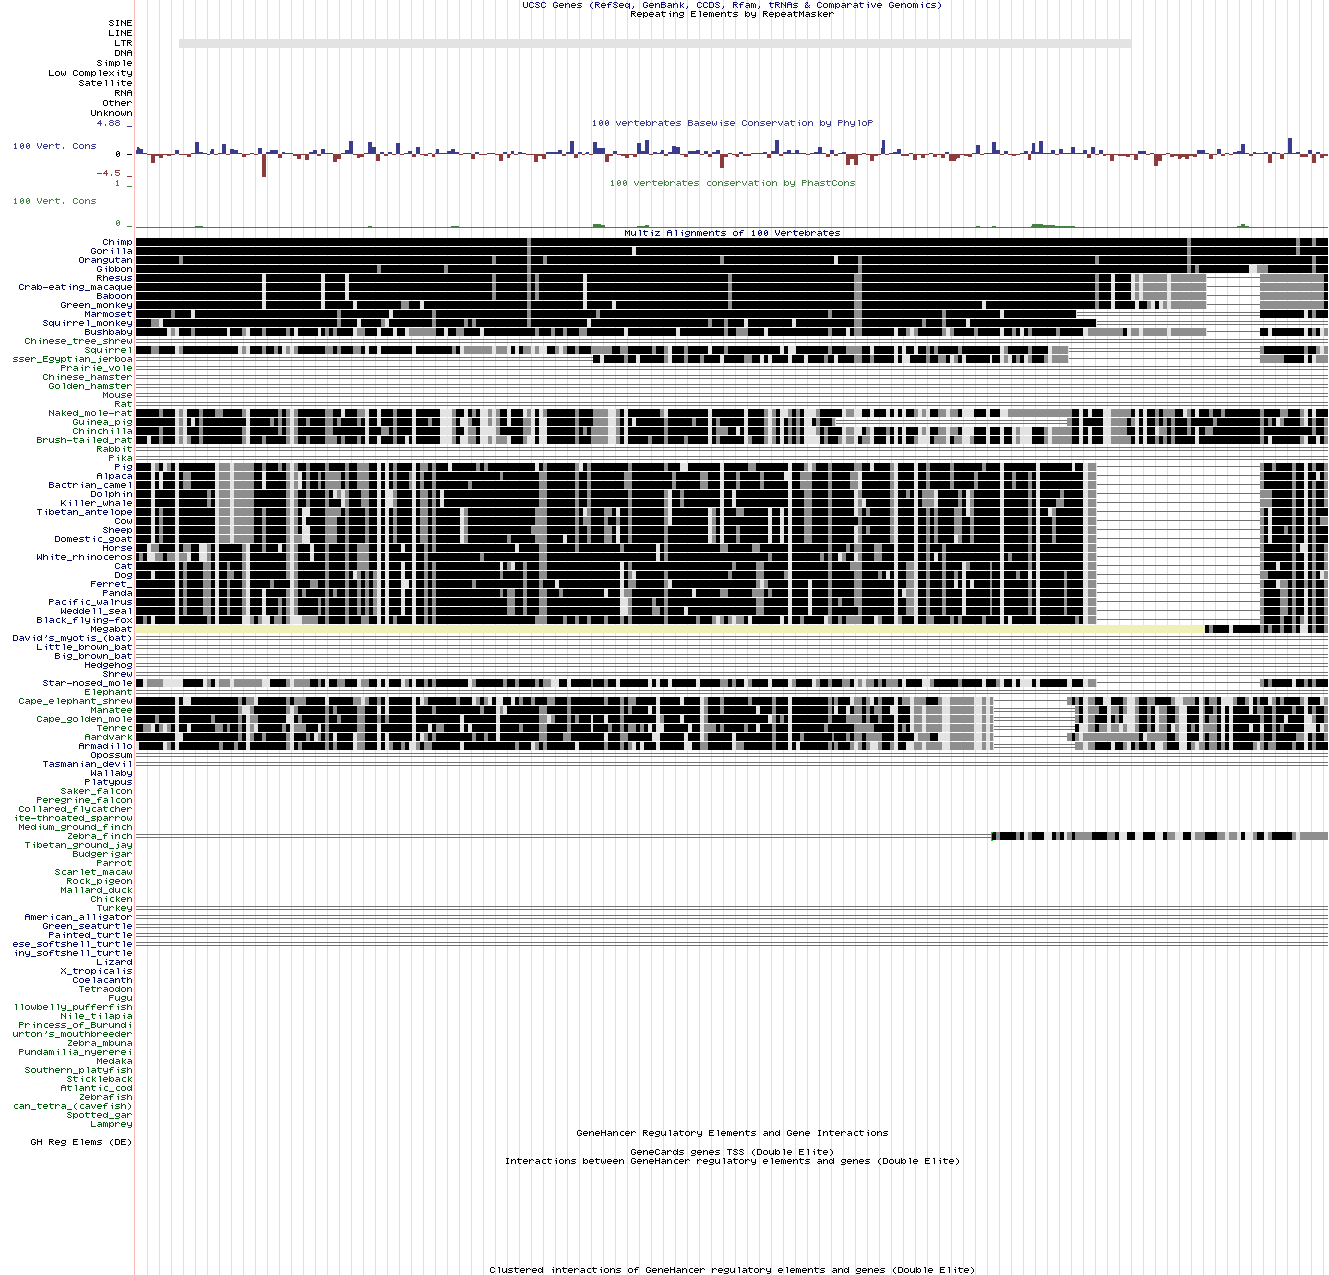 UCSC Genes (RefSeq, GenBank, CCDS, Rfam, tRNAs & Comparative Genomics)
Repeating Elements by RepeatMasker
SINE
LINE
LTR
DNA
Simple
Low Complexity
Satellite
RNA
Other
Unknown
100 vertebrates Basewise Conservation by PhyloP
4.88 _
100 Vert. Cons
0 _
-4.5 _
100 vertebrates conservation by PhastCons
1 _
100 Vert. Cons
0 _
Multiz Alignments of 100 Vertebrates
Chimp
Gorilla
Orangutan
Gibbon
Rhesus
Crab-eating_macaque
Baboon
Green_monkey
Marmoset
Squirrel_monkey
Bushbaby
Chinese_tree_shrew
Squirrel
sser_Egyptian_jerboa
Prairie_vole
Chinese_hamster
Golden_hamster
Mouse
Rat
Naked_mole-rat
Guinea_pig
Chinchilla
Brush-tailed_rat
Rabbit
Pika
Pig
Alpaca
Bactrian_camel
Dolphin
Killer_whale
Tibetan_antelope
Cow
Sheep
Domestic_goat
Horse
White_rhinoceros
Cat
Dog
Ferret_
Panda
Pacific_walrus
Weddell_seal
Black_flying-fox
Megabat
David's_myotis_(bat)
Little_brown_bat
Big_brown_bat
Hedgehog
Shrew
Star-nosed_mole
Elephant
Cape_elephant_shrew
Manatee
Cape_golden_mole
Tenrec
Aardvark
Armadillo
Opossum
Tasmanian_devil
Wallaby
Platypus
Saker_falcon
Peregrine_falcon
Collared_flycatcher
ite-throated_sparrow
Medium_ground_finch
Zebra_finch
Tibetan_ground_jay
Budgerigar
Parrot
Scarlet_macaw
Rock_pigeon
Mallard_duck
Chicken
Turkey
American_alligator
Green_seaturtle
Painted_turtle
ese_softshell_turtle
iny_softshell_turtle
Lizard
X_tropicalis
Coelacanth
Tetraodon
Fugu
llowbelly_pufferfish
Nile_tilapia
Princess_of_Burundi
urton's_mouthbreeder
Zebra_mbuna
Pundamilia_nyererei
Medaka
Southern_platyfish
Stickleback
Atlantic_cod
Zebrafish
can_tetra_(cavefish)
Spotted_gar
Lamprey
GeneHancer Regulatory Elements and Gene Interactions
GH Reg Elems (DE)
GeneCards genes TSS (Double Elite)
Interactions between GeneHancer regulatory elements and genes (Double Elite)
Clustered interactions of GeneHancer regulatory elements and genes (Double Elite)